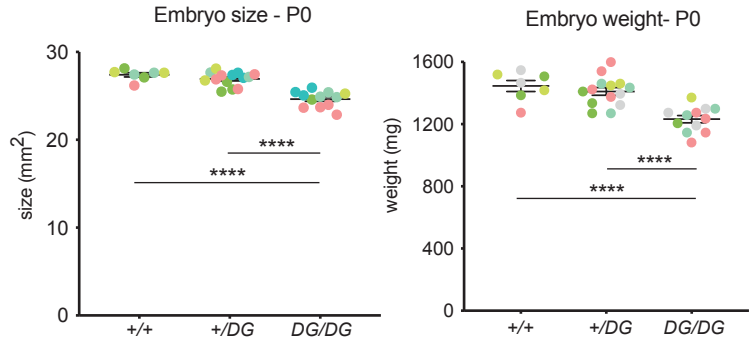 Embryo size - P0
30
20
10
0
size (mm²)
****
****
+/+
+/DG
DG/DG
Embryo weight- P0
1600
1200
800
400
0
weight (mg)
****
****
+/+
+/DG
DG/DG